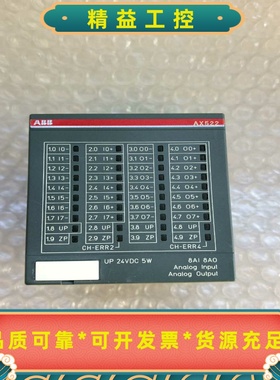 精益工控
ABB
AX522
1.0 I0-
2.0 I0+
3.0 O0-
4.0 O0+
1.1 I1-
2.1 I1+
3.1 O1-
4.1 O1+
1.2 I2-
2.2 I2+
3.2 O2-
4.2 O2+
1.3 I3-
2.3 I3+
3.3 O3-
4.3 O3+
1.4 I4-
2.4 I4+
3.4 O4-
4.4 O4+
1.5 I5-
2.5 I5+
3.5 O5-
4.5 O5+
1.6 I6-
2.6 I6+
3.6 O6-
4.6 O6+
1.7 I7-
2.7 I7+
3.7 O7-
4.7 O7+
1.8 UP
2.8 UP
3.8 UP
4.8 UP
1.9 ZP
2.9 ZP
3.9 ZP
4.9 ZP
CH-ERR2
CH-ERR4
UP 24VDC 5W
8AI 8AO
Analog Input
Analog Output
品质可靠*可开发票*货源充足